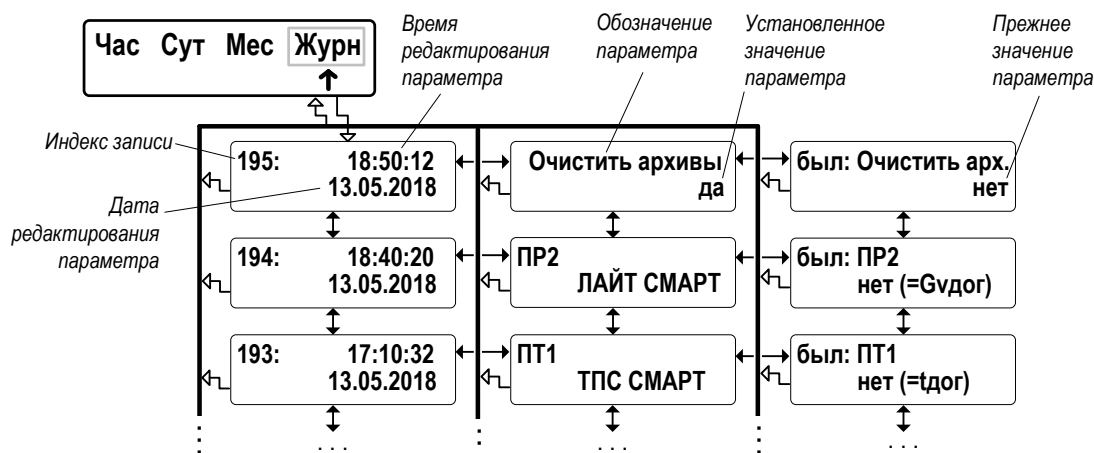 Час Сут Мес Журн
Время
редактирования
параметра
Обозначение
параметра
Установленное
значение
параметра
Прежнее
значение
параметра
Индекс записи
Дата
редактирования
параметра
195: 18:50:12
13.05.2018
Очистить архивы
да
был: Очистить арх.
нет
194: 18:40:20
13.05.2018
ПР2
ЛАЙТ СМАРТ
был: ПР2
нет (=Gvдог)
193: 17:10:32
13.05.2018
ПТ1
ТПС СМАРТ
был: ПТ1
нет (=tдог)
. . .
. . .
. . .